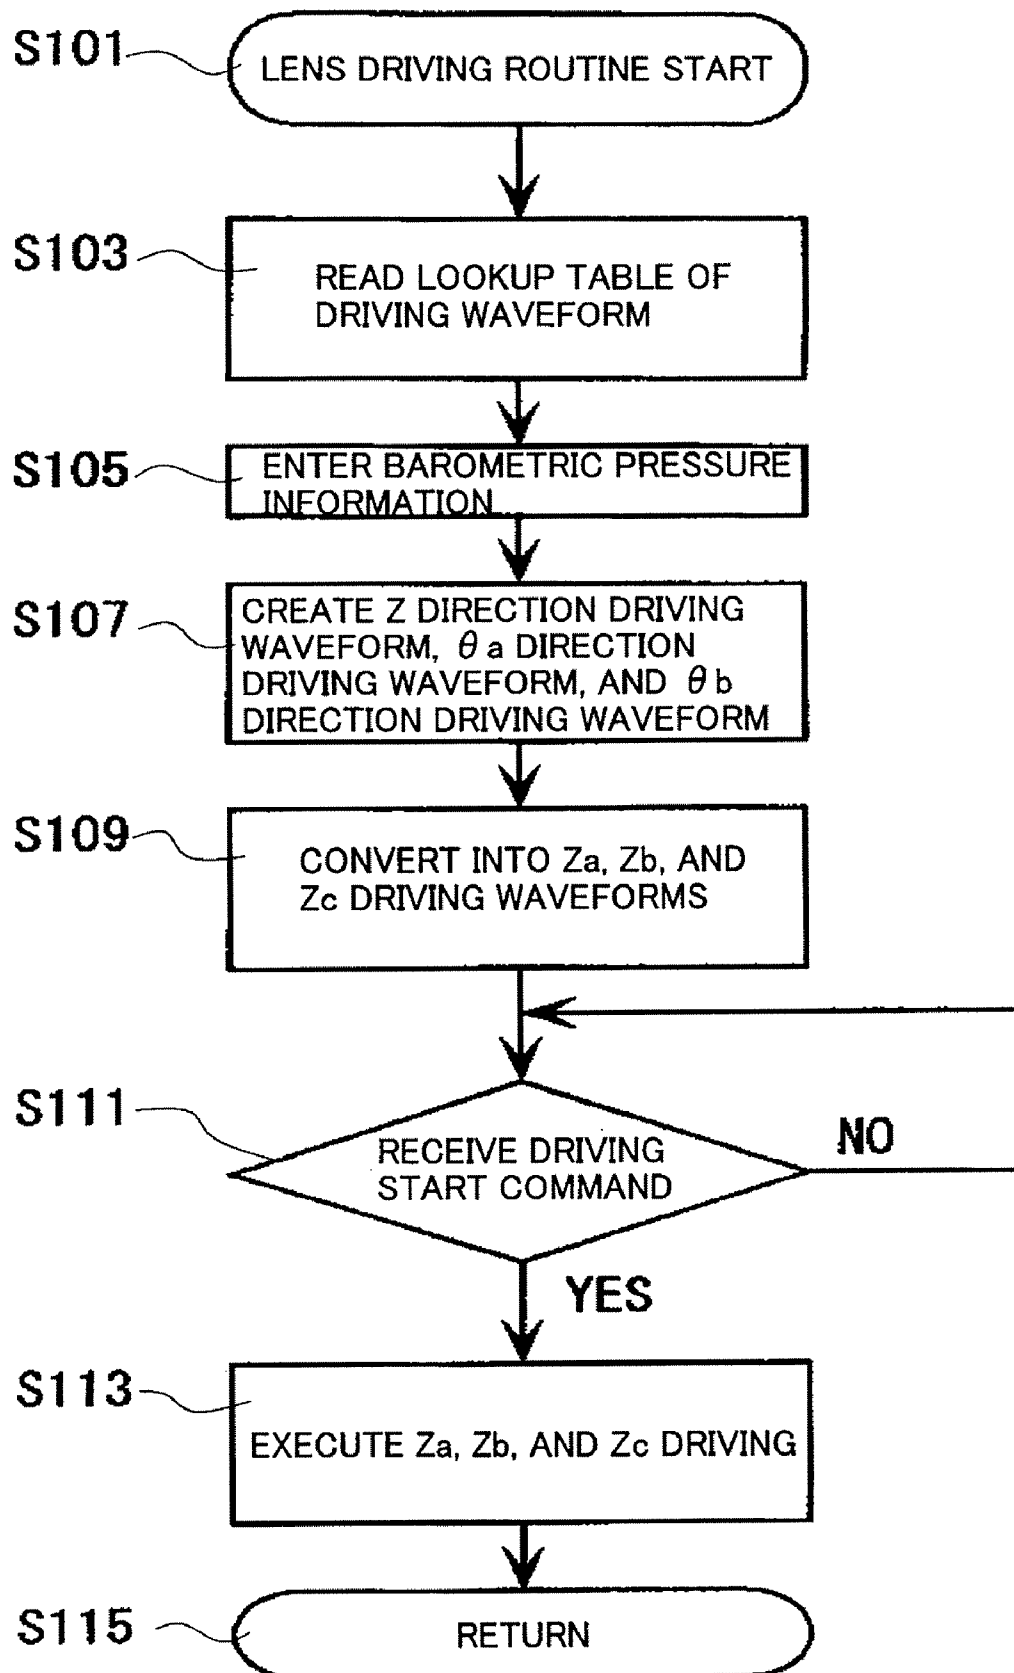 S101
LENS DRIVING ROUTINE START
S103
READ LOOKUP TABLE OF
DRIVING WAVEFORM
S105
ENTER BAROMETRIC PRESSURE
INFORMATION
S107
CREATE Z DIRECTION DRIVING
WAVEFORM, θa DIRECTION
DRIVING WAVEFORM, AND θb
DIRECTION DRIVING WAVEFORM
S109
CONVERT INTO Za, Zb, AND
Zc DRIVING WAVEFORMS
S111
RECEIVE DRIVING
START COMMAND
NO
YES
S113
EXECUTE Za, Zb, AND Zc DRIVING
S115
RETURN